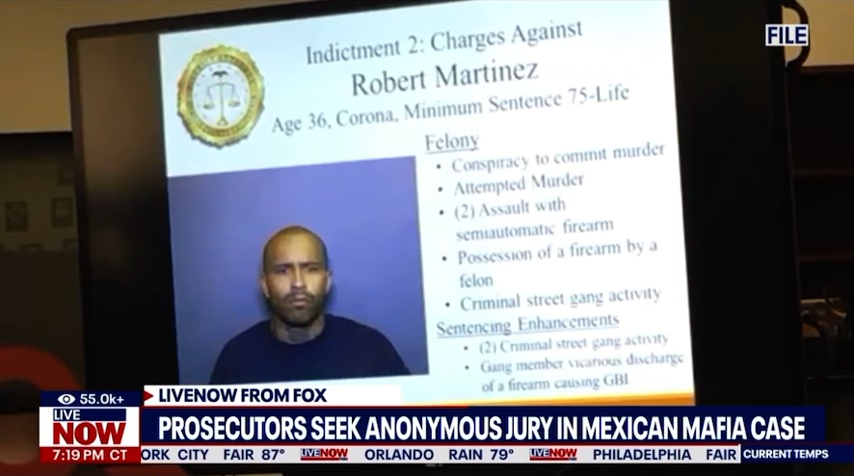 FILE
Indictment 2: Charges Against
Robert Martinez
Age 36, Corona, Minimum Sentence 75-Life
Felony
• Conspiracy to commit murder
• Attempted Murder
• (2) Assault with
semiautomatic firearm
• Possession of a firearm by a
felon
• Criminal street gang activity
Sentencing Enhancements
• (2) Criminal street gang activity
• Gang member vicarious discharge
of a firearm causing GBI
55.0k+
LIVENOW FROM FOX
LIVE
NOW
PROSECUTORS SEEK ANONYMOUS JURY IN MEXICAN MAFIA CASE
7:19 PM CT
ORK CITY FAIR 87° LIVENOW ORLANDO RAIN 79° LIVENOW PHILADELPHIA FAIR CURRENT TEMPS